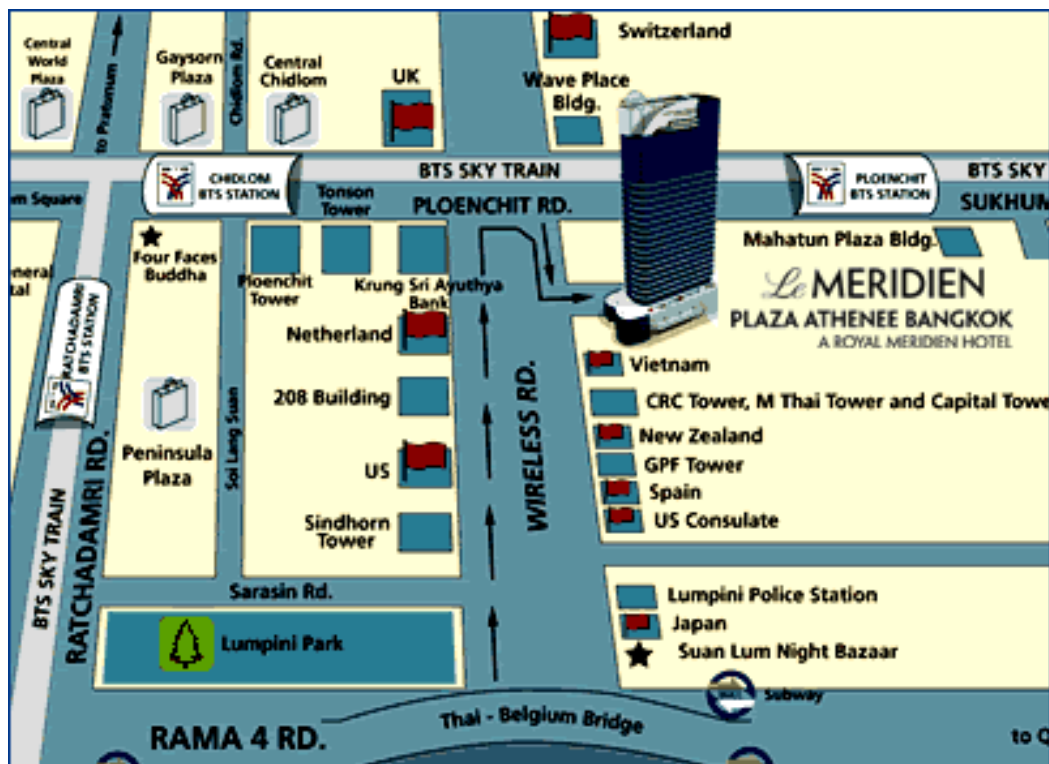 Central
World
Plaza
to Pratunum
Gaysorn
Plaza
Chidlom Rd.
Central
Chidlom
UK
Switzerland
Wave Place
Bldg.
BTS SKY TRAIN
BTS SKY
CHIDLOM
BTS STATION
PLOENCHIT
BTS STATION
Square
Tonson
Tower
PLOENCHIT RD.
SUKHUM
Four Faces
Buddha
Ploenchit
Tower
Krung Sri Ayuthya
Bank
Mahatun Plaza Bldg.
Le MERIDIEN
PLAZA ATHENEE BANGKOK
A ROYAL MERIDIEN HOTEL
RATCHADAMRI
BTS STATION
Netherland
Vietnam
208 Building
CRC Tower, M Thai Tower and Capital Towe
New Zealand
GPF Tower
Spain
US Consulate
Peninsula
Plaza
Soi Lang Suan
US
WIRELESS RD.
Sindhorn
Tower
BTS SKY TRAIN
RATCHADAMRI RD.
Sarasin Rd.
Lumpini Park
Lumpini Police Station
Japan
Suan Lum Night Bazaar
Subway
Thai - Belgium Bridge
RAMA 4 RD.
to Q